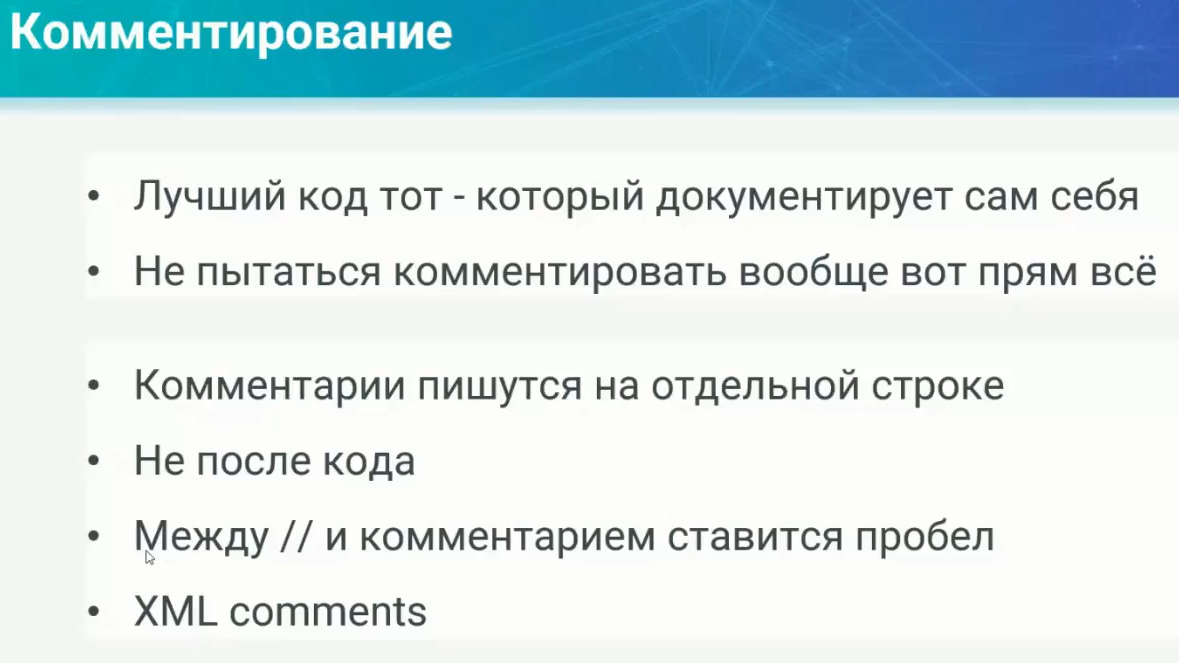 Комментирование
• Лучший код тот - который документирует сам себя
• Не пытаться комментировать вообще вот прям всё
• Комментарии пишутся на отдельной строке
• Не после кода
• Между // и комментарием ставится пробел
• XML comments